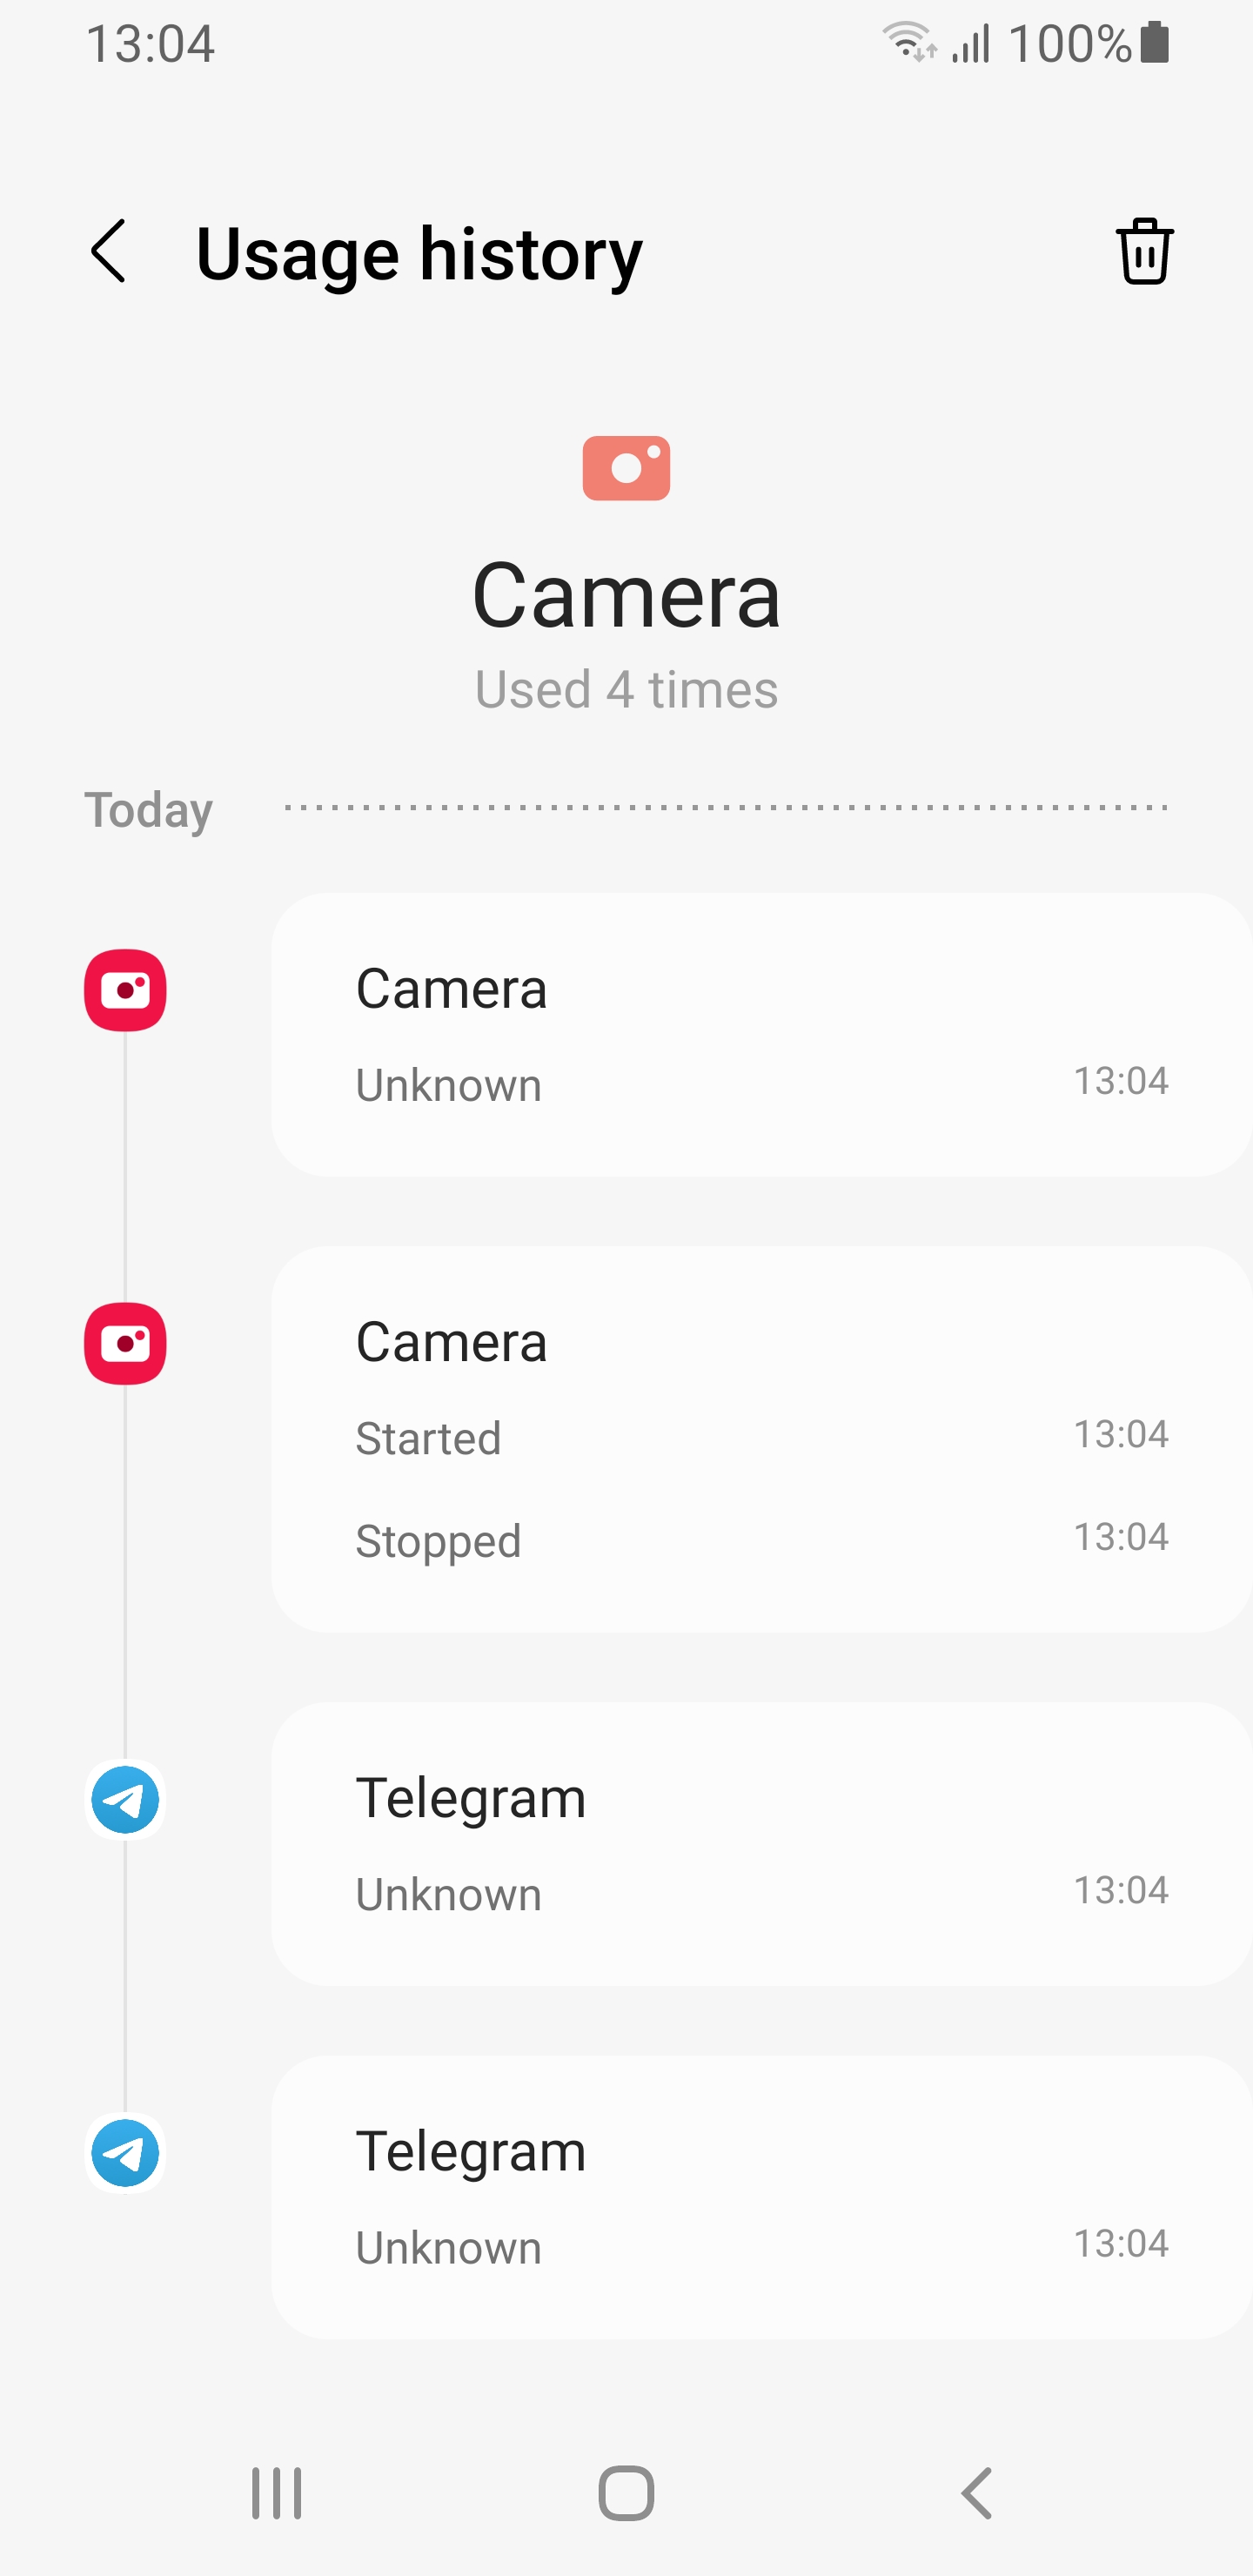 13:04 100%
Usage history
Camera
Used 4 times
Today
Camera
Unknown 13:04
Camera
Started 13:04
Stopped 13:04
Telegram
Unknown 13:04
Telegram
Unknown 13:04